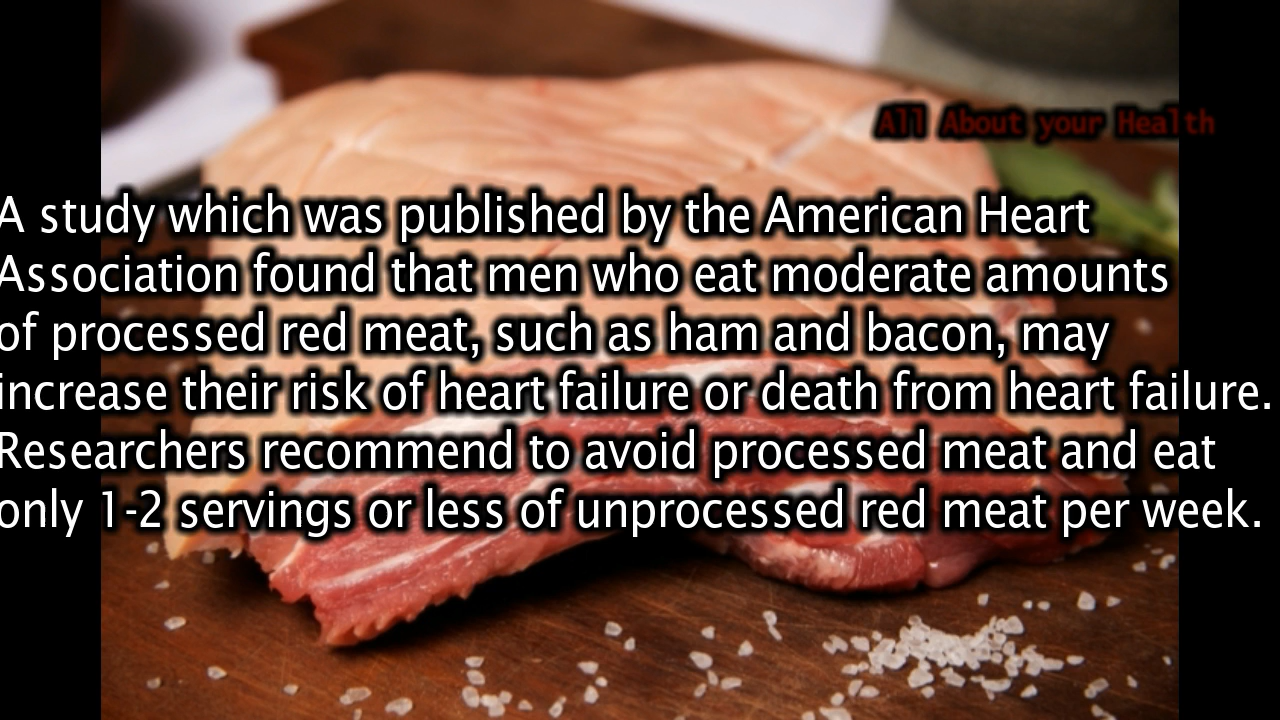 All About your Health
A study which was published by the American Heart
Association found that men who eat moderate amounts
of processed red meat, such as ham and bacon, may
increase their risk of heart failure or death from heart failure.
Researchers recommend to avoid processed meat and eat
only 1-2 servings or less of unprocessed red meat per week.